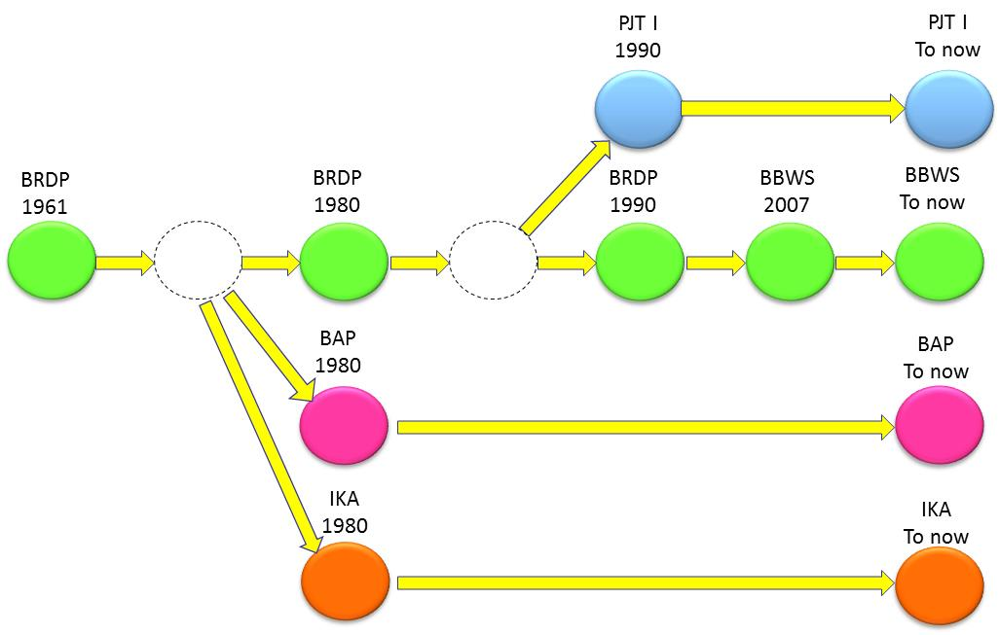 PJT I
1990
PJT I
To now
BRDP
1961
BRDP
1980
BRDP
1990
BBWS
2007
BBWS
To now
BAP
1980
BAP
To now
IKA
1980
IKA
To now